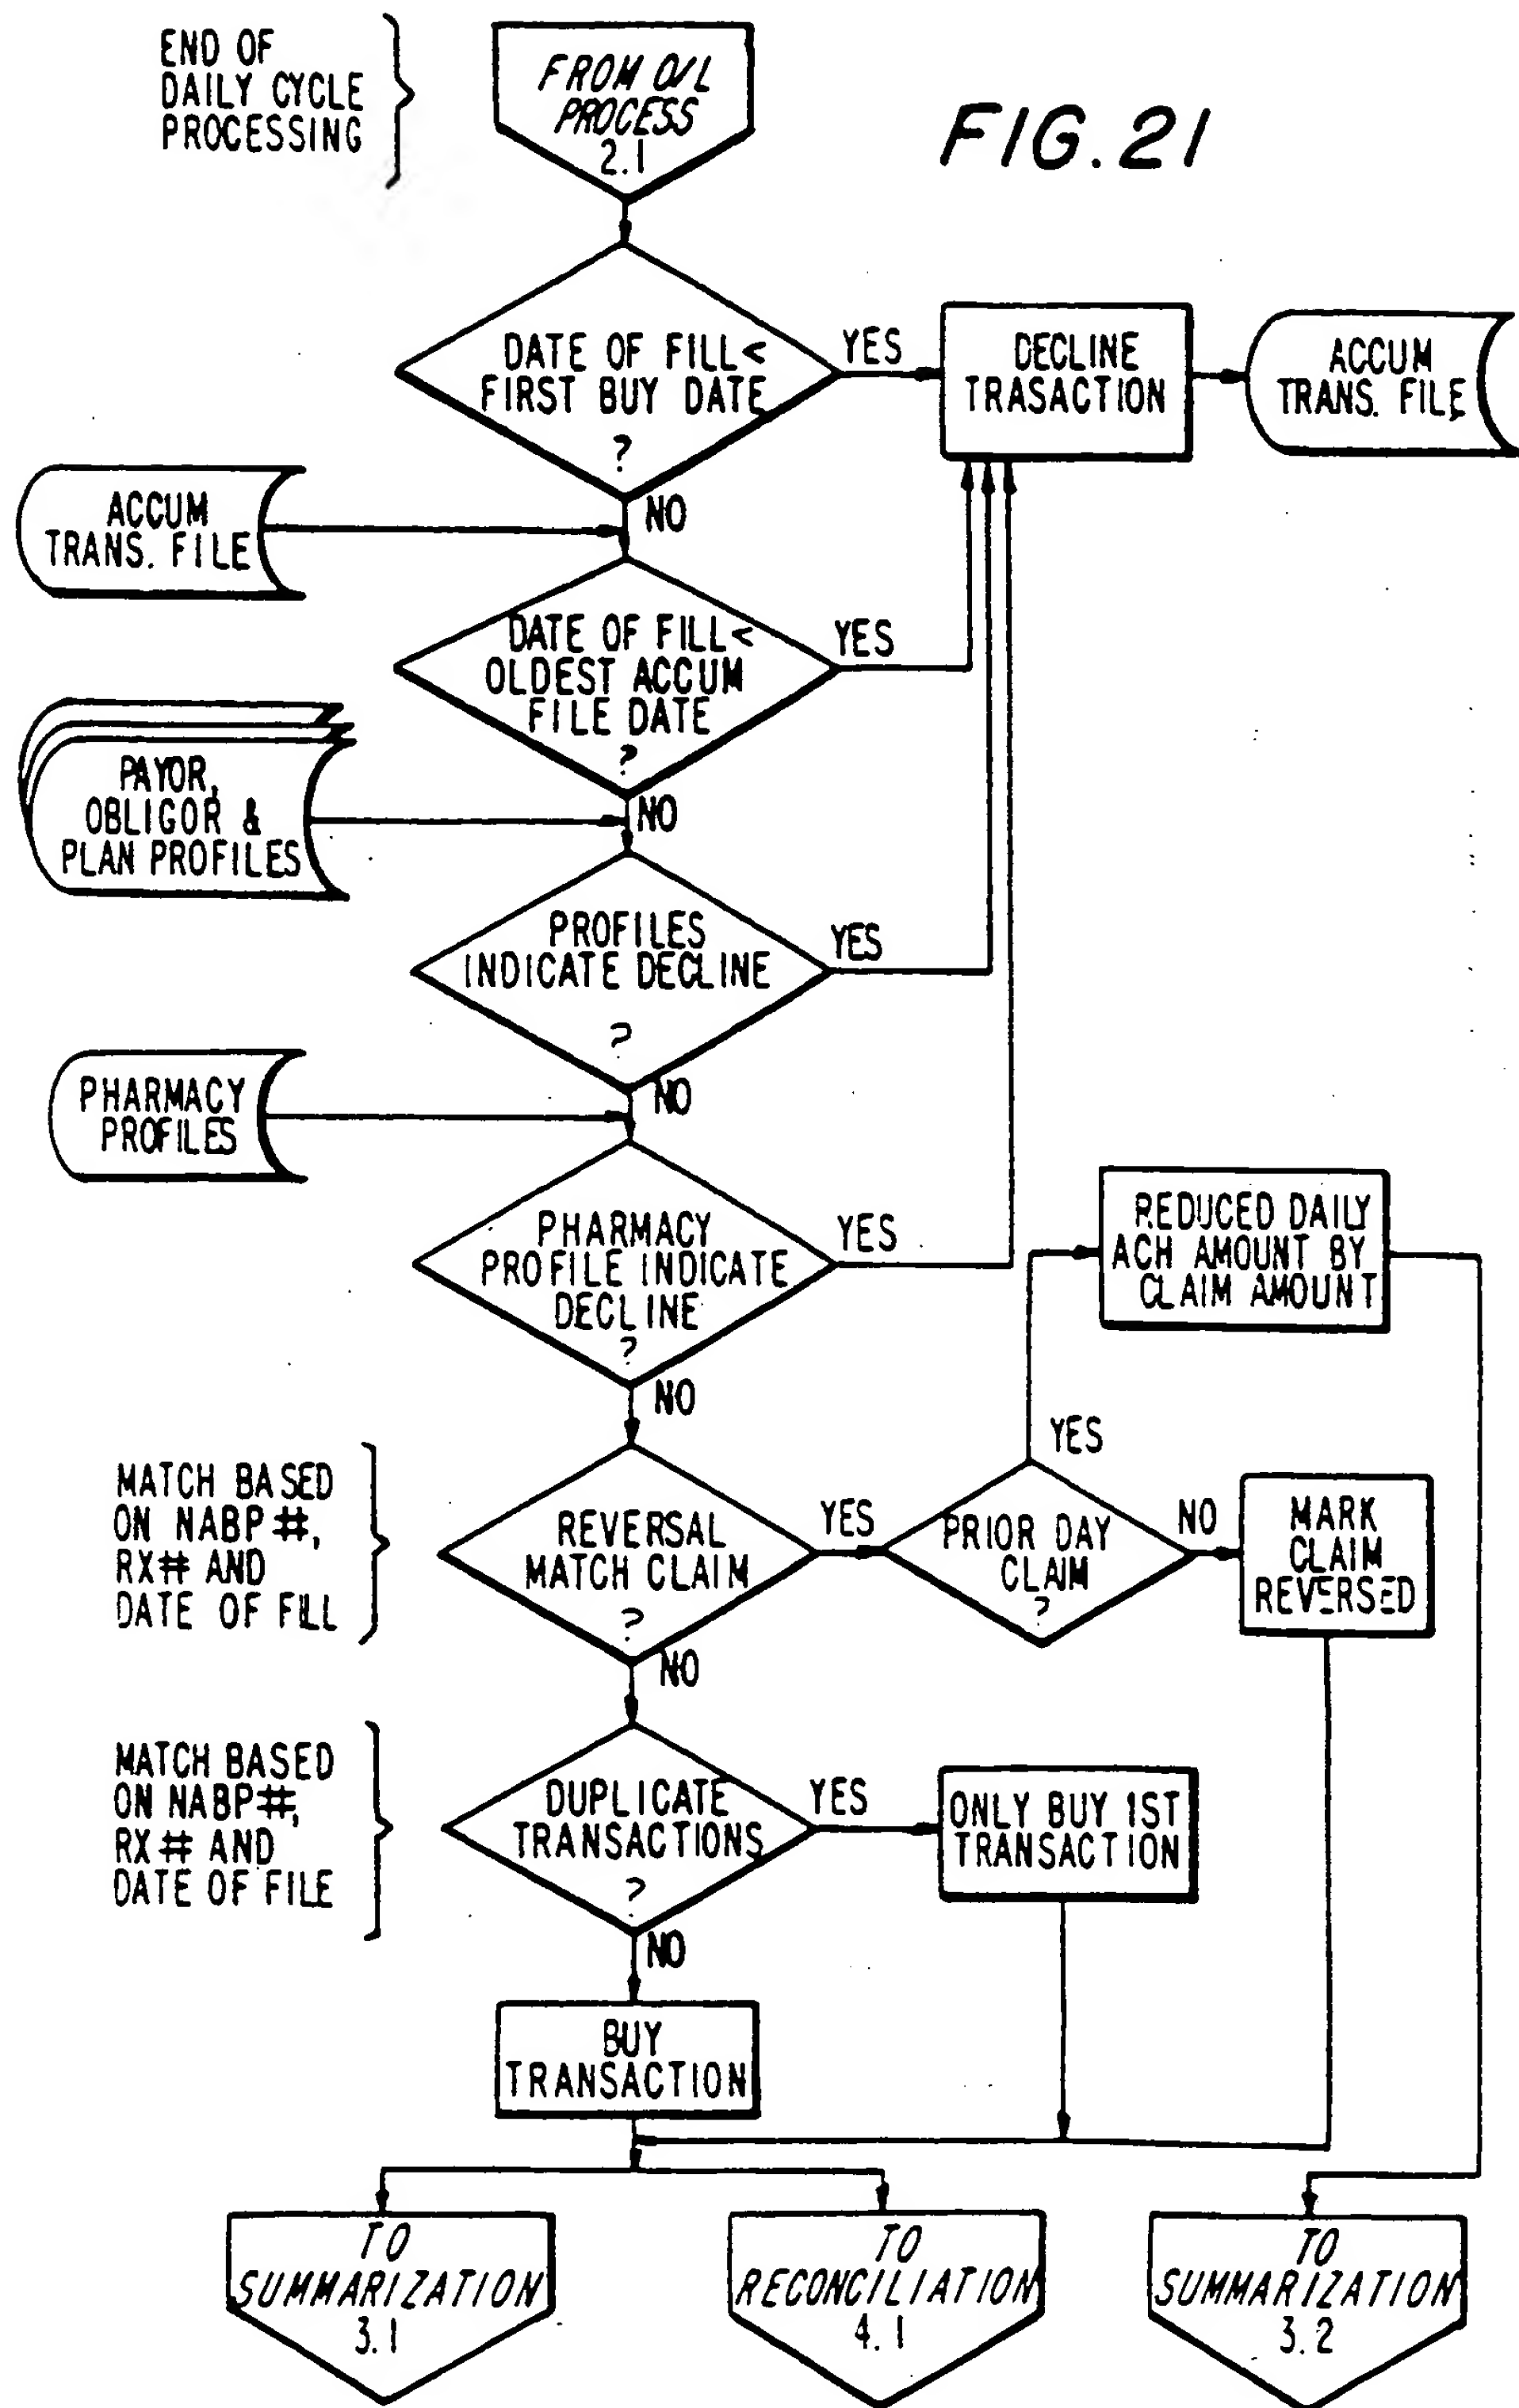 END OF
DAILY CYCLE
PROCESSING
FROM O/L
PROCESS
2.1
FIG. 21
DATE OF FILL<
FIRST BUY DATE
?
YES
DECLINE
TRASACTION
ACCUM
TRANS. FILE
NO
ACCUM
TRANS. FILE
DATE OF FILL<
OLDEST ACCUM
FILE DATE
?
YES
NO
PAYOR,
OBLIGOR &
PLAN PROFILES
PROFILES
INDICATE DECLINE
?
YES
NO
PHARMACY
PROFILES
PHARMACY
PROFILE INDICATE
DECLINE
?
YES
NO
REDUCED DAILY
ACH AMOUNT BY
CLAIM AMOUNT
YES
MATCH BASED
ON NABP #,
RX# AND
DATE OF FILL
REVERSAL
MATCH CLAIM
?
YES
PRIOR DAY
CLAIM
?
NO
MARK
CLAIM
REVERSED
NO
MATCH BASED
ON NABP#,
RX# AND
DATE OF FILE
DUPLICATE
TRANSACTIONS
?
YES
ONLY BUY 1ST
TRANSACTION
NO
BUY
TRANSACTION
TO
SUMMARIZATION
3.1
TO
RECONCILIATION
4.1
TO
SUMMARIZATION
3.2